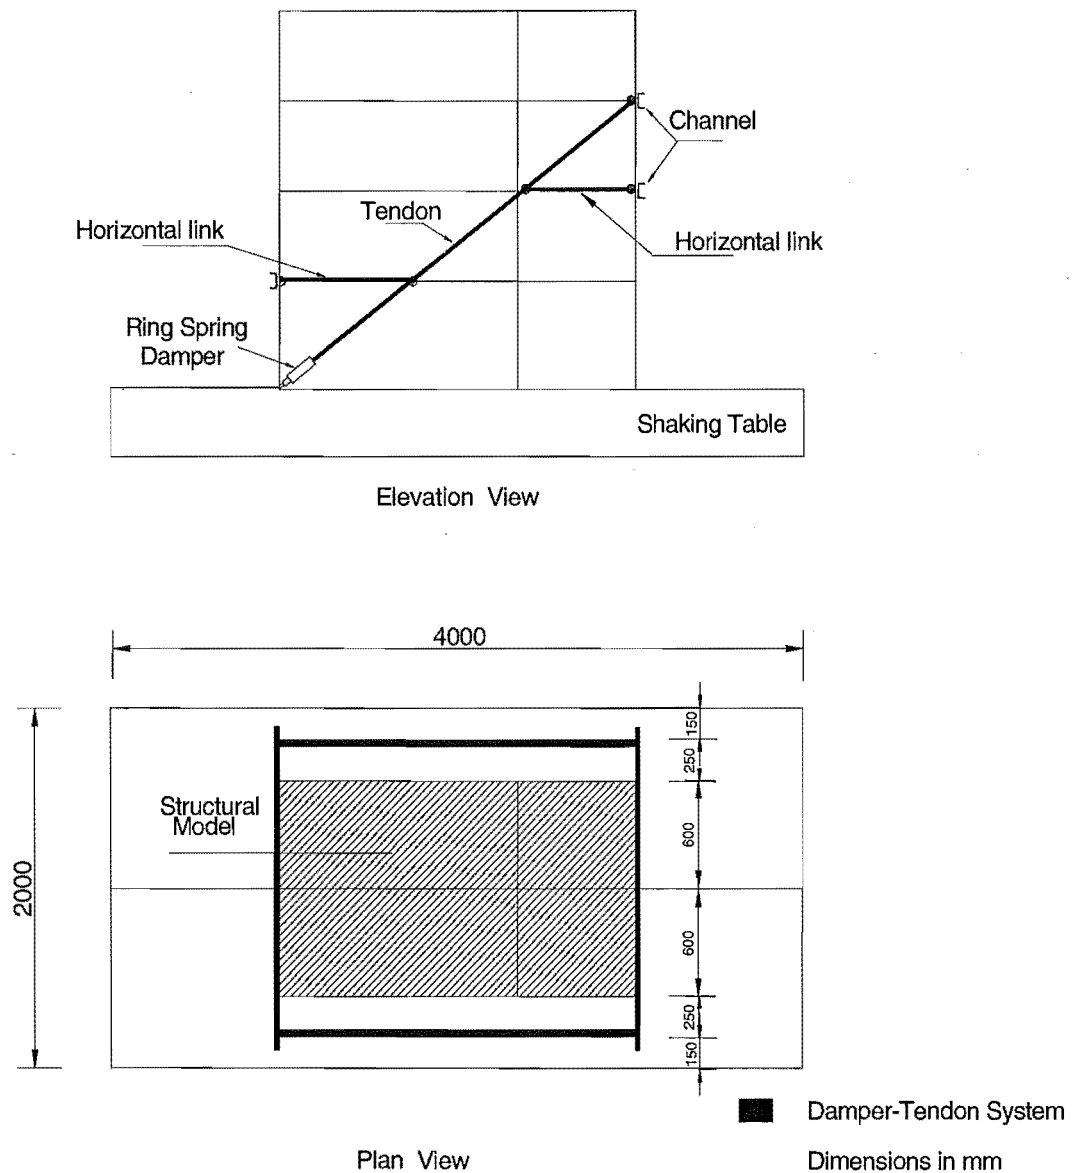 Channel
Tendon
Horizontal link
Horizontal link
Ring Spring
Damper
Shaking Table
Elevation View
4000
150
250
Structural
Model
600
2000
600
250
150
Damper-Tendon System
Plan View
Dimensions in mm